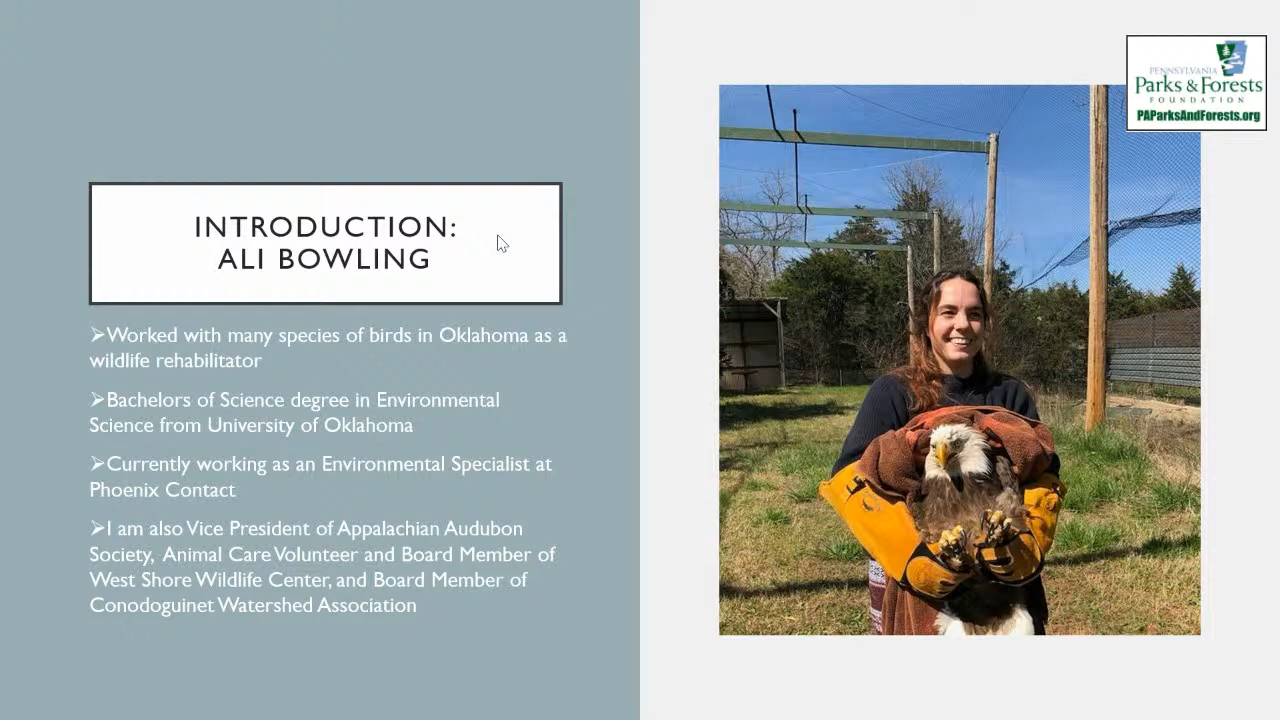 PENNSYLVANIA
Parks & Forests
FOUNDATION
PAParksAndForests.org
INTRODUCTION:
ALI BOWLING
➢Worked with many species of birds in Oklahoma as a
wildlife rehabilitator
➢Bachelors of Science degree in Environmental
Science from University of Oklahoma
➢Currently working as an Environmental Specialist at
Phoenix Contact
➢I am also Vice President of Appalachian Audubon
Society, Animal Care Volunteer and Board Member of
West Shore Wildlife Center, and Board Member of
Conodoguinet Watershed Association